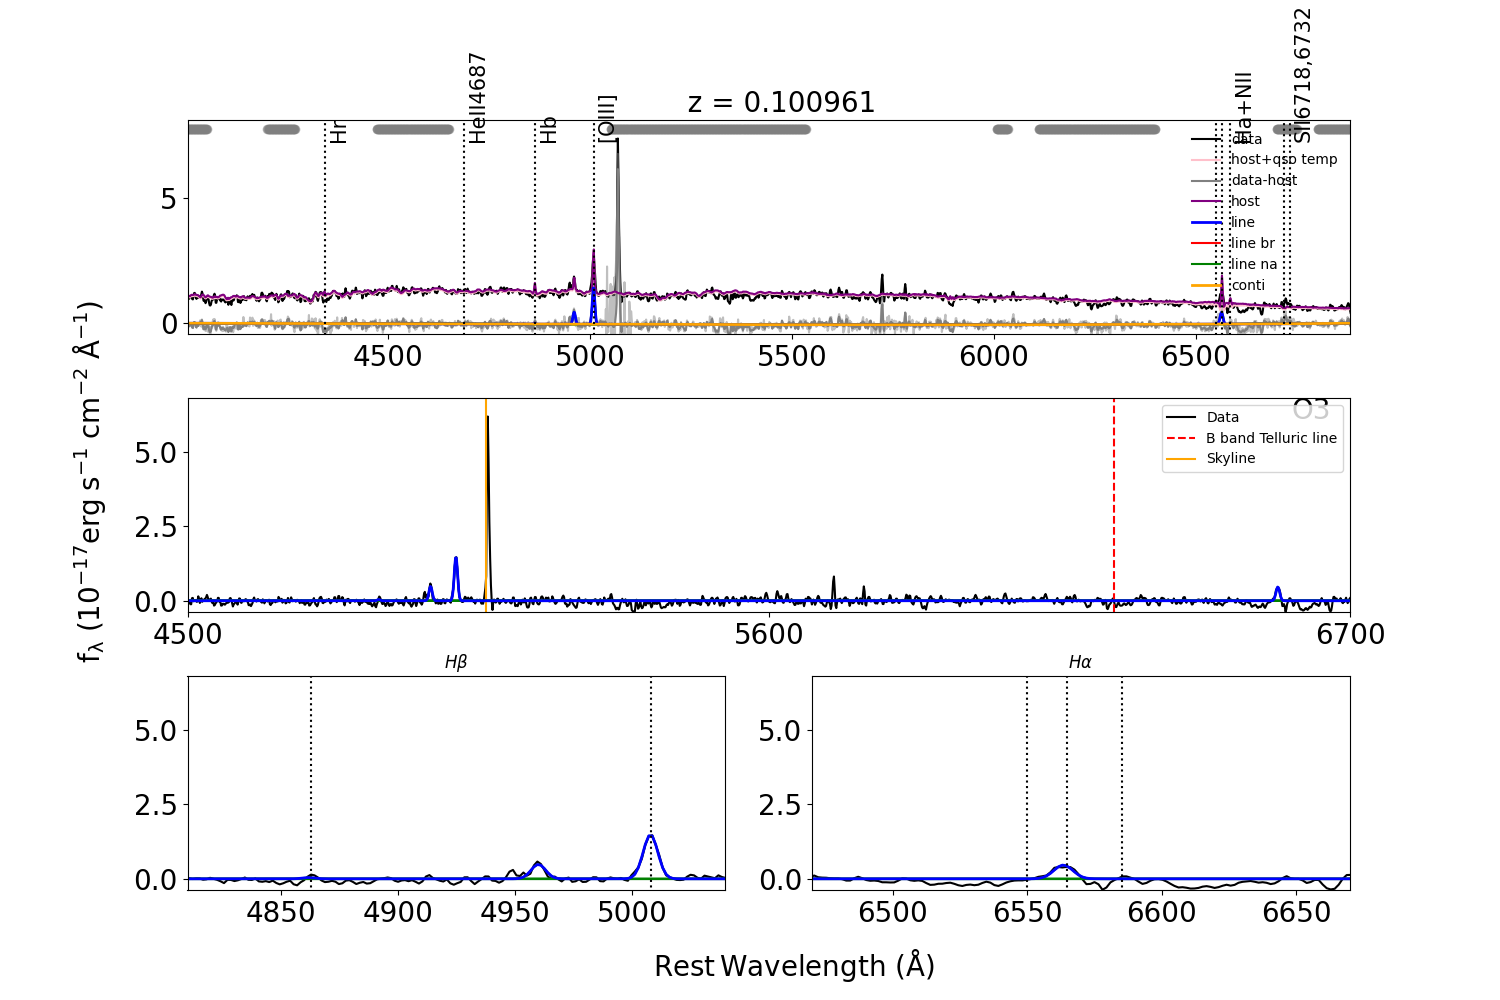 z = 0.100961
Hr
HeII4687
Hb
[OIII]
Ha+NII
SII6718,6732
data
host+qso temp
data-host
host
line
line br
line na
conti
5
0
4500
5000
5500
6000
6500
O3
Data
B band Telluric line
Skyline
5.0
2.5
0.0
4500
5600
6700
fλ (10⁻¹⁷erg s⁻¹ cm⁻² Å⁻¹)
Hβ
5.0
2.5
0.0
4850
4900
4950
5000
Hα
5.0
2.5
0.0
6500
6550
6600
6650
Rest Wavelength (Å)